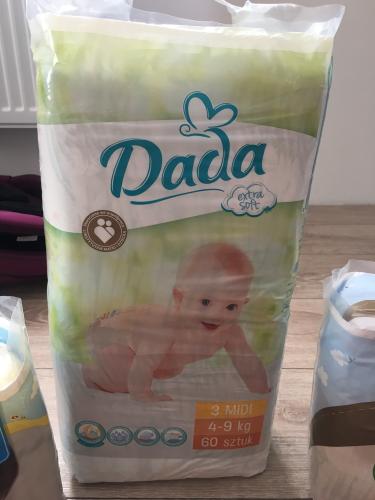 Dada
extra
soft
3 MIDI
4-9 kg
60 sztuk